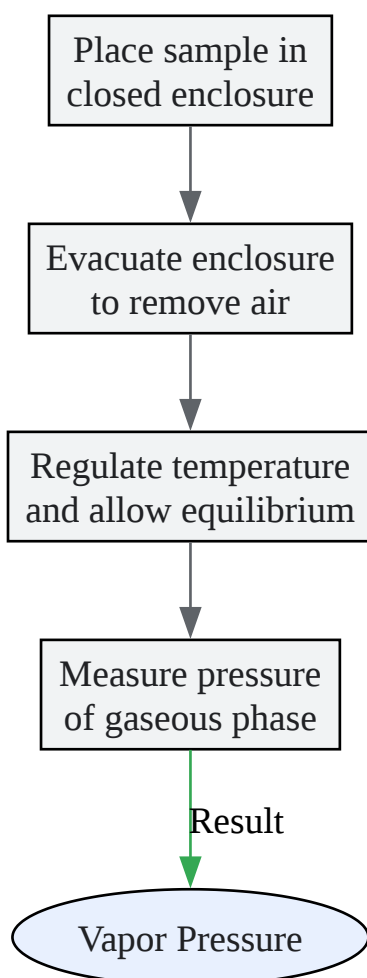 Place sample in
closed enclosure
Evacuate enclosure
to remove air
Regulate temperature
and allow equilibrium
Measure pressure
of gaseous phase
Result
Vapor Pressure